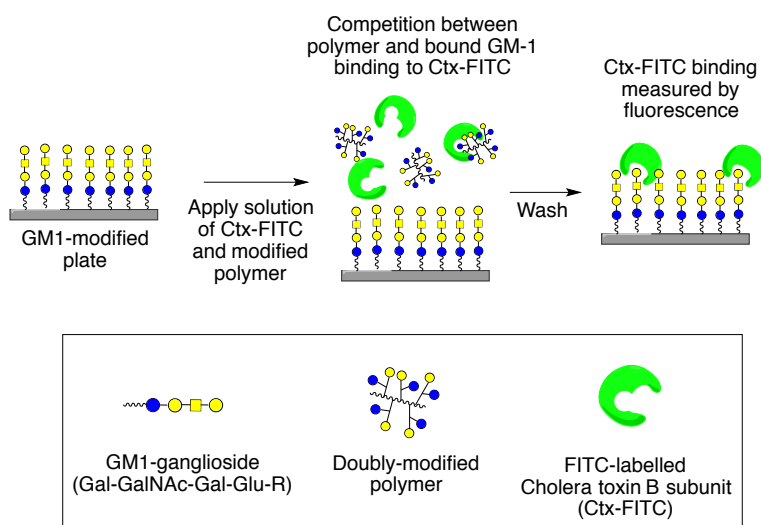 Competition between
polymer and bound GM-1
binding to Ctx-FITC
Ctx-FITC binding
measured by
fluorescence
GM1-modified
plate
Apply solution
of Ctx-FITC
and modified
polymer
Wash
GM1-ganglioside
(Gal-GalNAc-Gal-Glu-R)
Doubly-modified
polymer
FITC-labelled
Cholera toxin B subunit
(Ctx-FITC)